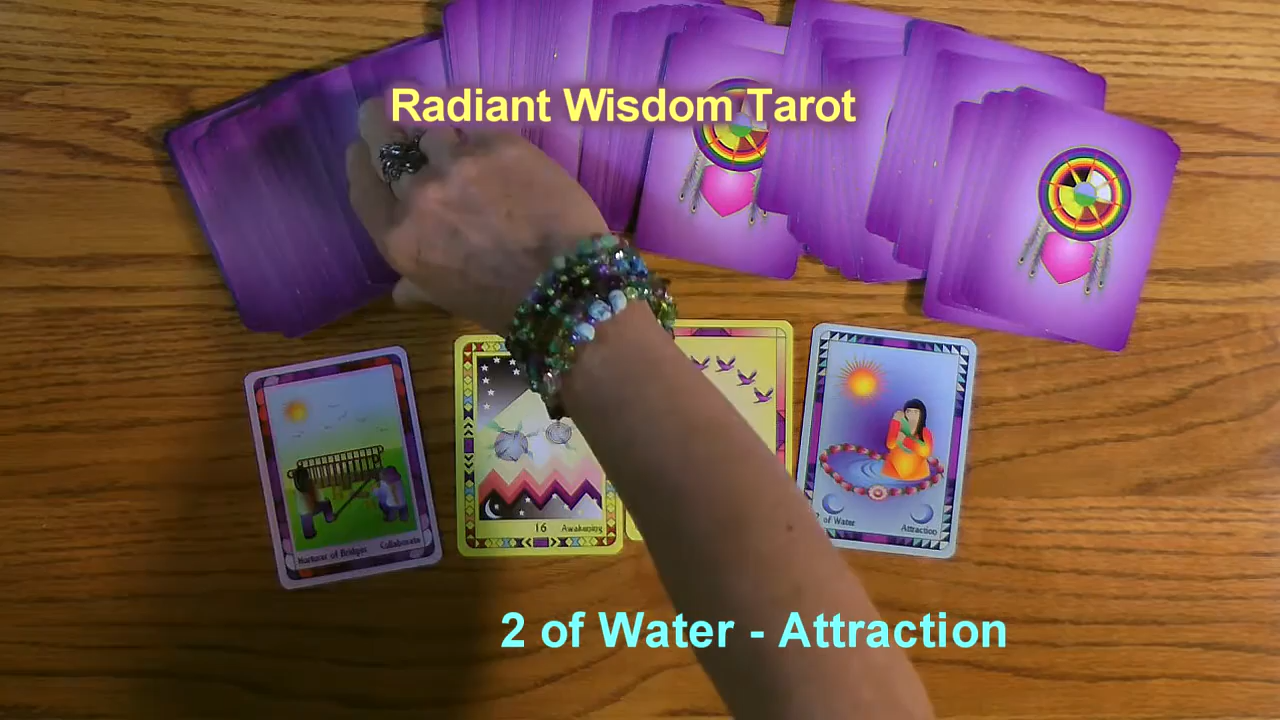 Radiant Wisdom Tarot
Nurturer of Bridges Collaborate
16 Awakening
2 of Water Attraction
2 of Water - Attraction